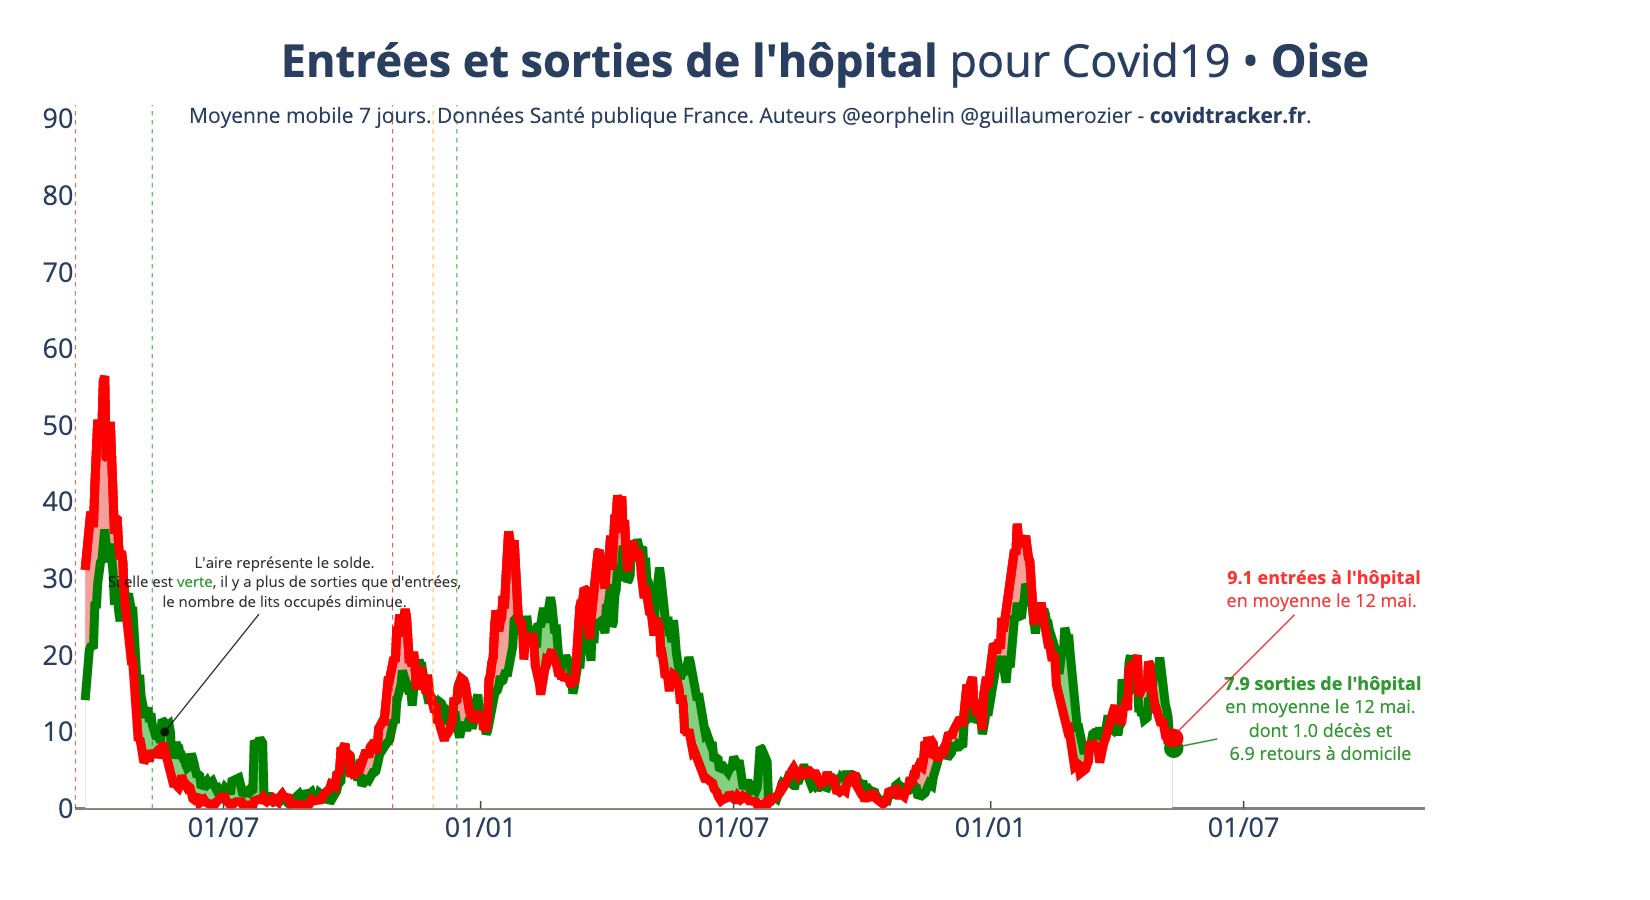 Entrées et sorties de l'hôpital pour Covid19 • Oise
Moyenne mobile 7 jours. Données Santé publique France. Auteurs @eorphelin @guillaumerozier - covidtracker.fr.
90
80
70
60
50
40
30
20
10
0
L'aire représente le solde.
Si elle est verte, il y a plus de sorties que d'entrées,
le nombre de lits occupés diminue.
9.1 entrées à l'hôpital
en moyenne le 12 mai.
7.9 sorties de l'hôpital
en moyenne le 12 mai.
dont 1.0 décès et
6.9 retours à domicile
01/07
01/01
01/07
01/01
01/07